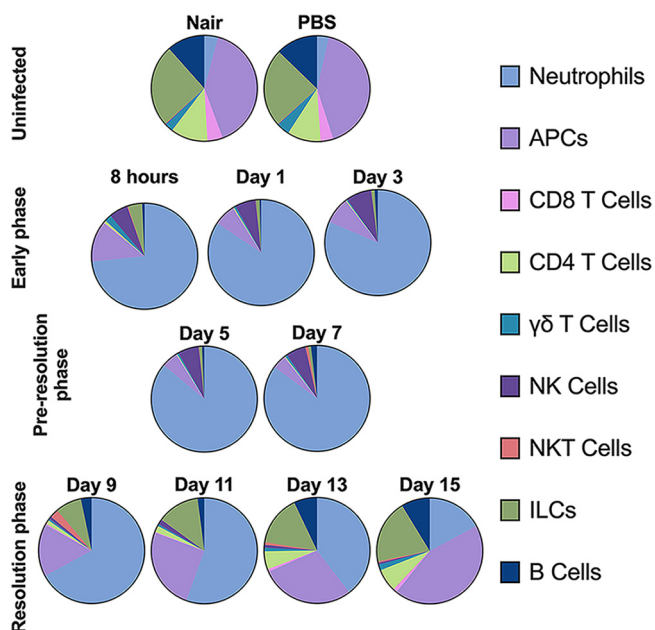 Nair
PBS
Uninfected
8 hours
Day 1
Day 3
Early phase
Day 5
Day 7
Pre-resolution
phase
Day 9
Day 11
Day 13
Day 15
Resolution phase
Neutrophils
APCs
CD8 T Cells
CD4 T Cells
γδ T Cells
NK Cells
NKT Cells
ILCs
B Cells